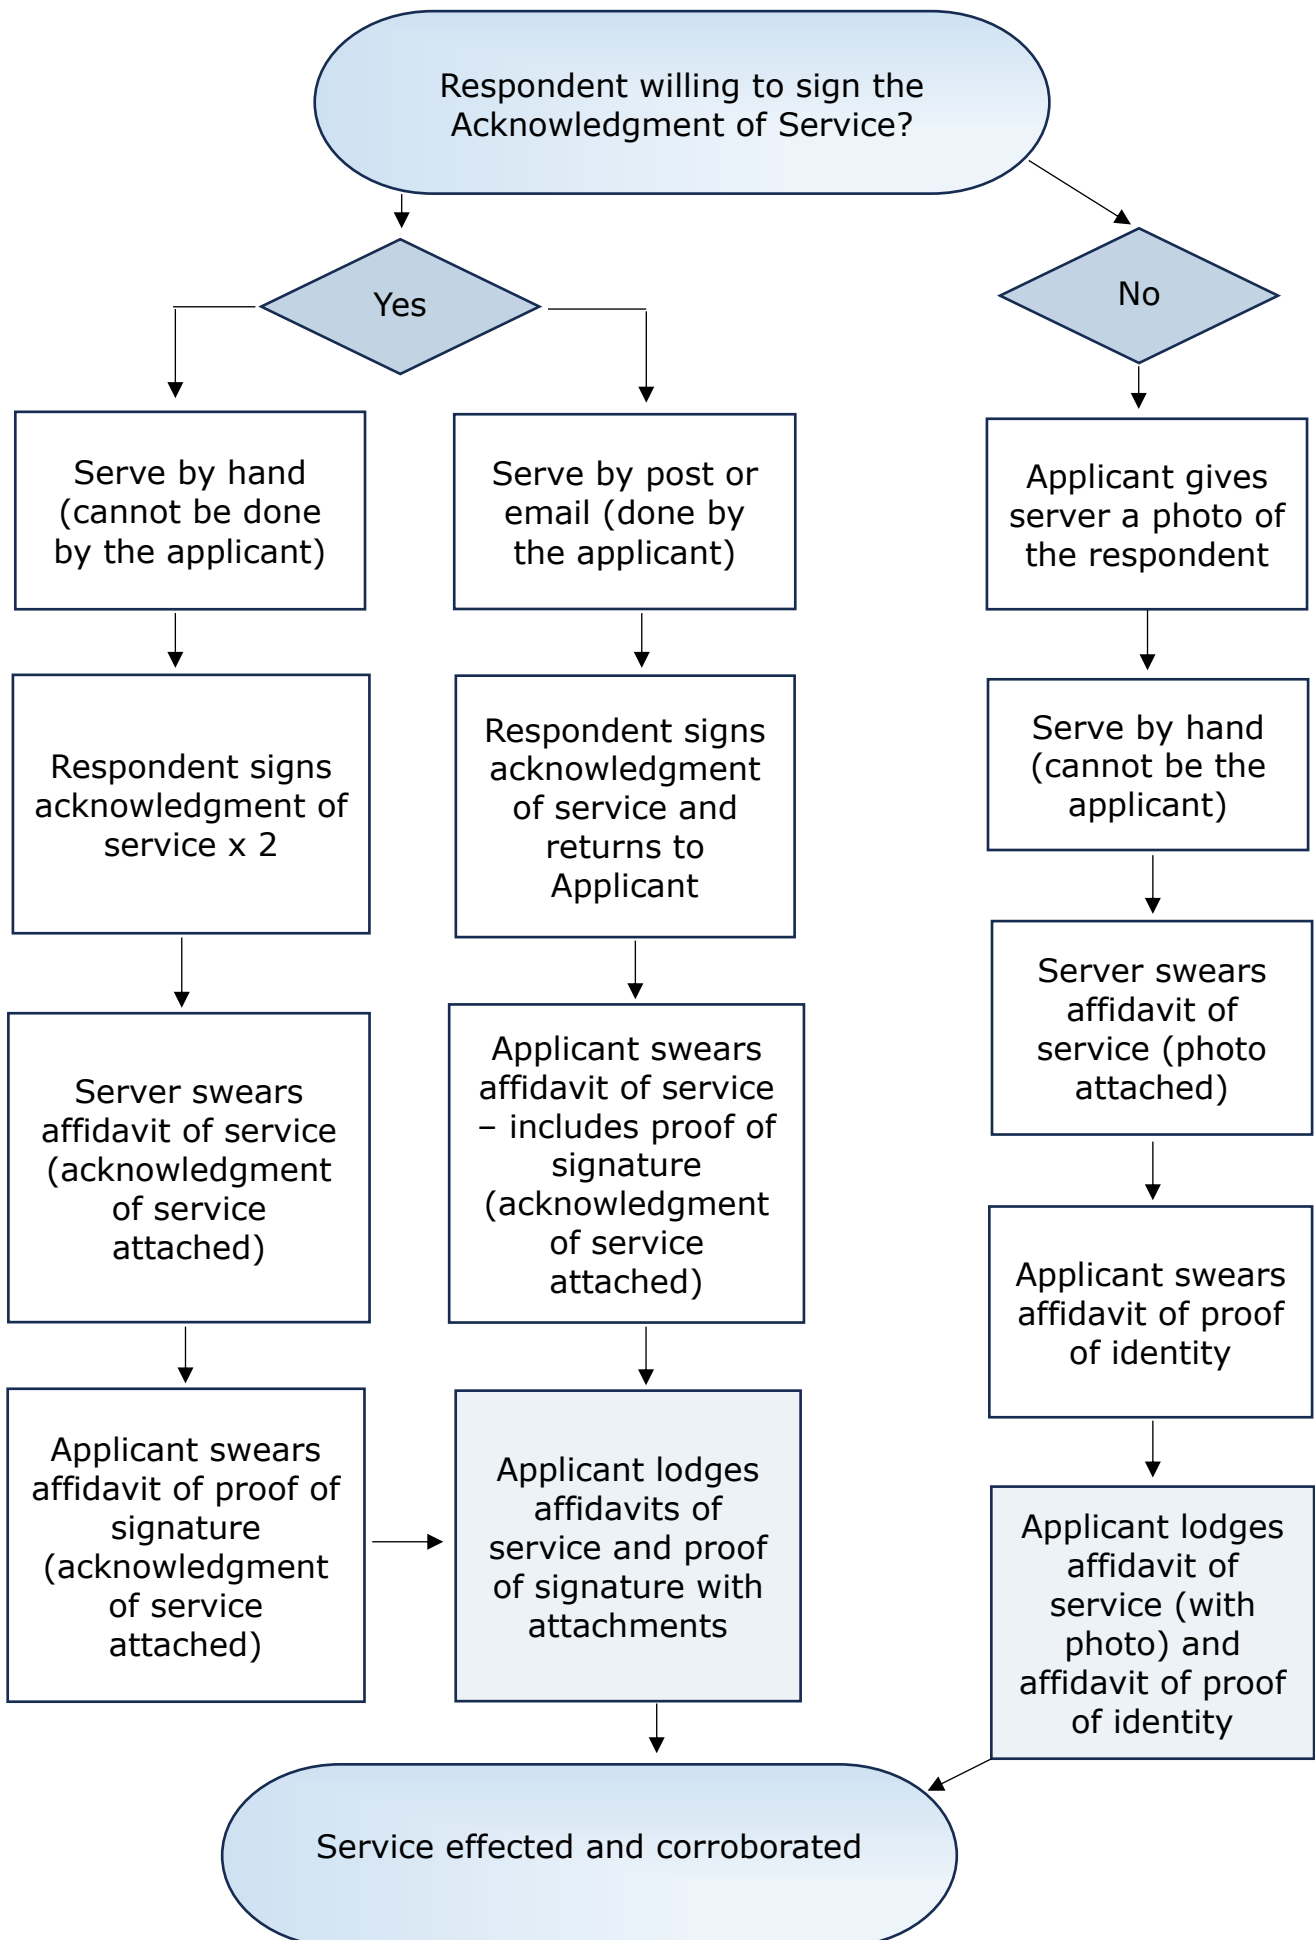 Respondent willing to sign the
Acknowledgment of Service?
Yes
No
Serve by hand
(cannot be done
by the applicant)
Serve by post or
email (done by
the applicant)
Applicant gives
server a photo of
the respondent
Respondent signs
acknowledgment of
service x 2
Respondent signs
acknowledgment
of service and
returns to
Applicant
Serve by hand
(cannot be the
applicant)
Server swears
affidavit of service
(acknowledgment
of service
attached)
Applicant swears
affidavit of service
– includes proof of
signature
(acknowledgment
of service
attached)
Server swears
affidavit of
service (photo
attached)
Applicant swears
affidavit of proof
of identity
Applicant swears
affidavit of proof of
signature
(acknowledgment
of service
attached)
Applicant lodges
affidavits of
service and proof
of signature with
attachments
Applicant lodges
affidavit of
service (with
photo) and
affidavit of proof
of identity
Service effected and corroborated